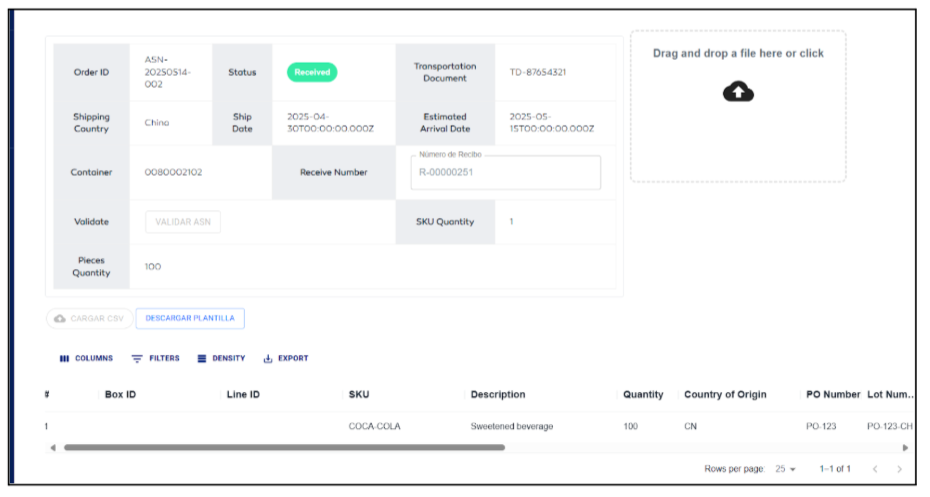 Drag and drop a file here or click
Order ID
ASN-
20250514-
002
Status
Received
Transportation
Document
TD-87654321
Shipping
Country
China
Ship
Date
2025-04-
30T00:00:00.000Z
Estimated
Arrival Date
2025-05-
15T00:00:00.000Z
Container
0080002102
Receive Number
Número de Recibo
R-00000251
Validate
VALIDAR ASN
SKU Quantity
1
Pieces
Quantity
100
CARGAR CSV
DESCARGAR PLANTILLA
COLUMNS
FILTERS
DENSITY
EXPORT
# Box ID Line ID SKU Description Quantity Country of Origin PO Number Lot Num...
1 COCA-COLA Sweetened beverage 100 CN PO-123 PO-123-CH
Rows per page: 25 1–1 of 1